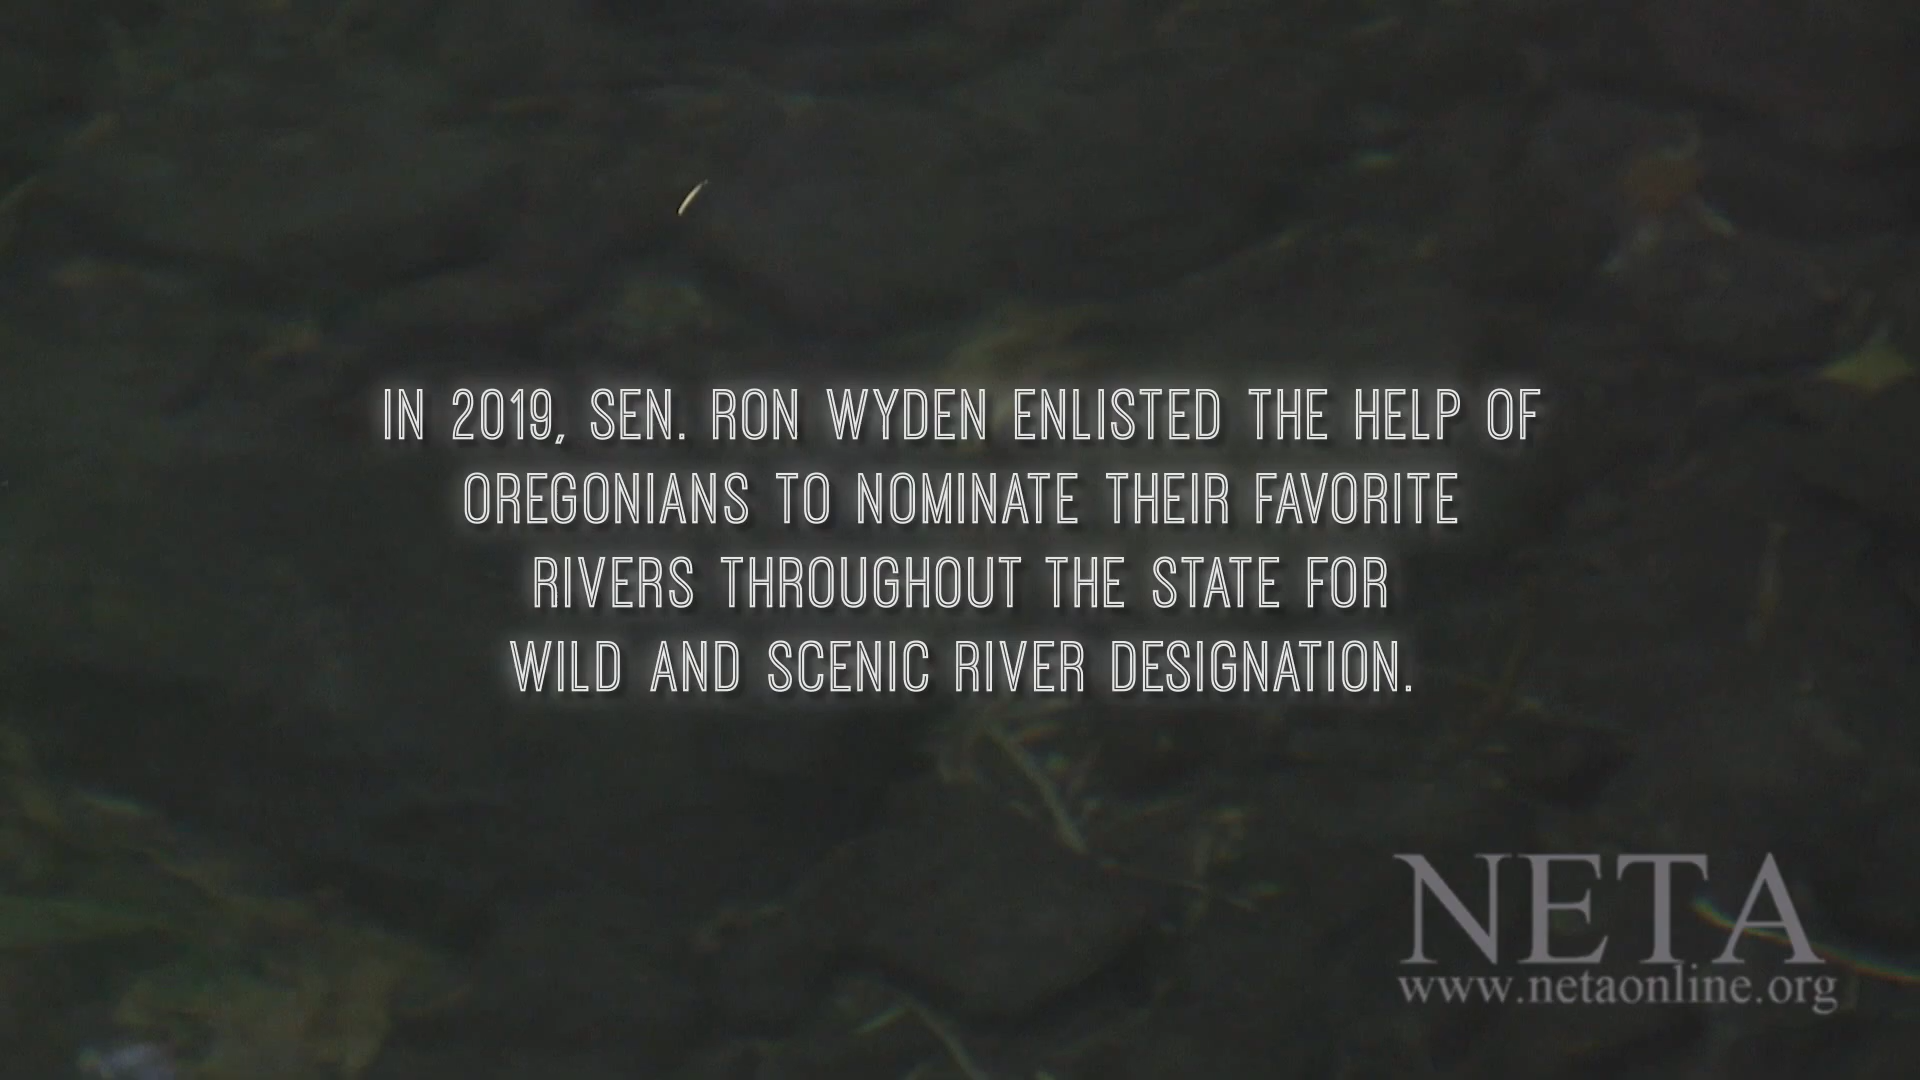 IN 2019, SEN. RON WYDEN ENLISTED THE HELP OF
OREGONIANS TO NOMINATE THEIR FAVORITE
RIVERS THROUGHOUT THE STATE FOR
WILD AND SCENIC RIVER DESIGNATION.
NETA
www.netaonline.org